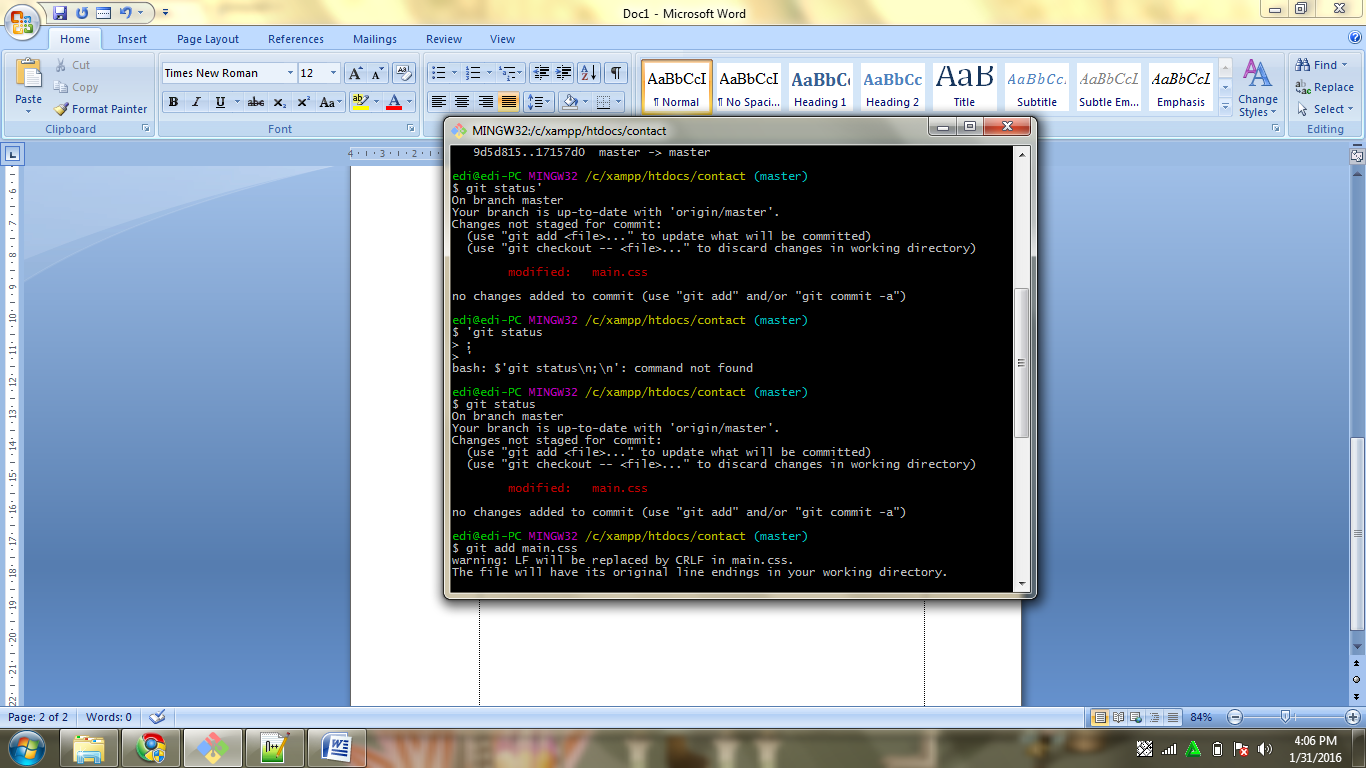 Doc1 - Microsoft Word
Home Insert Page Layout References Mailings Review View
Paste
Cut
Copy
Format Painter
Clipboard
Times New Roman 12
B I U abc x₂ x² Aa ab A
Font
AaBbCcI AaBbCcI AaBbCc AaBbCc AaB AaBbCc. AaBbCcL AaBbCcL
¶ Normal ¶ No Spaci... Heading 1 Heading 2 Title Subtitle Subtle Em... Emphasis
Change
Styles
Find
Replace
Select
Editing
MINGW32:/c/xampp/htdocs/contact
9d5d815..17157d0 master -> master
edi@edi-PC MINGW32 /c/xampp/htdocs/contact (master)
$ git status'
On branch master
Your branch is up-to-date with 'origin/master'.
Changes not staged for commit:
(use "git add <file>..." to update what will be committed)
(use "git checkout -- <file>..." to discard changes in working directory)
modified: main.css
no changes added to commit (use "git add" and/or "git commit -a")
edi@edi-PC MINGW32 /c/xampp/htdocs/contact (master)
$ 'git status
> ;
> '
bash: $'git status\n;\n': command not found
edi@edi-PC MINGW32 /c/xampp/htdocs/contact (master)
$ git status
On branch master
Your branch is up-to-date with 'origin/master'.
Changes not staged for commit:
(use "git add <file>..." to update what will be committed)
(use "git checkout -- <file>..." to discard changes in working directory)
modified: main.css
no changes added to commit (use "git add" and/or "git commit -a")
edi@edi-PC MINGW32 /c/xampp/htdocs/contact (master)
$ git add main.css
warning: LF will be replaced by CRLF in main.css.
The file will have its original line endings in your working directory.
Page: 2 of 2 Words: 0 84%
4:06 PM
1/31/2016